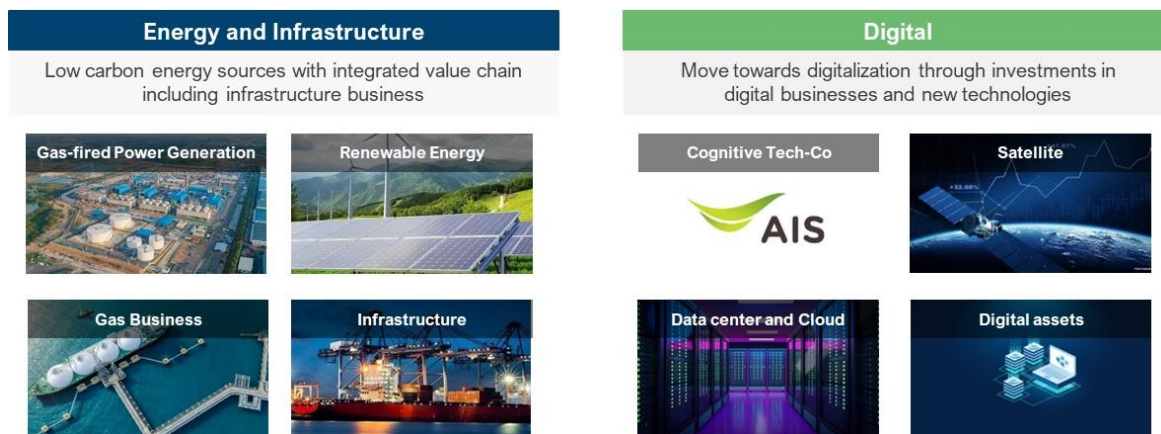 Energy and Infrastructure
Low carbon energy sources with integrated value chain
including infrastructure business
Gas-fired Power Generation
Renewable Energy
Gas Business
Infrastructure
Digital
Move towards digitalization through investments in
digital businesses and new technologies
Cognitive Tech-Co
AIS
Satellite
+32.69%
Data center and Cloud
Digital assets